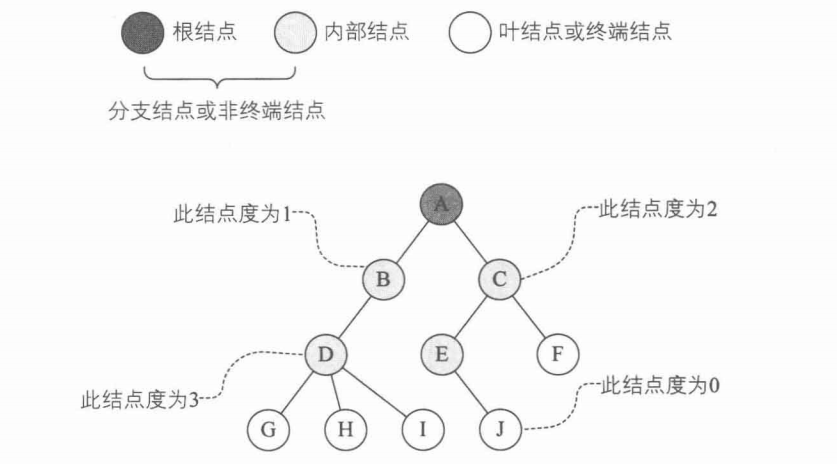 根结点 内部结点 叶结点或终端结点
分支结点或非终端结点
A
此结点度为1 此结点度为2
B C
D E F
此结点度为3 此结点度为0
G H I J